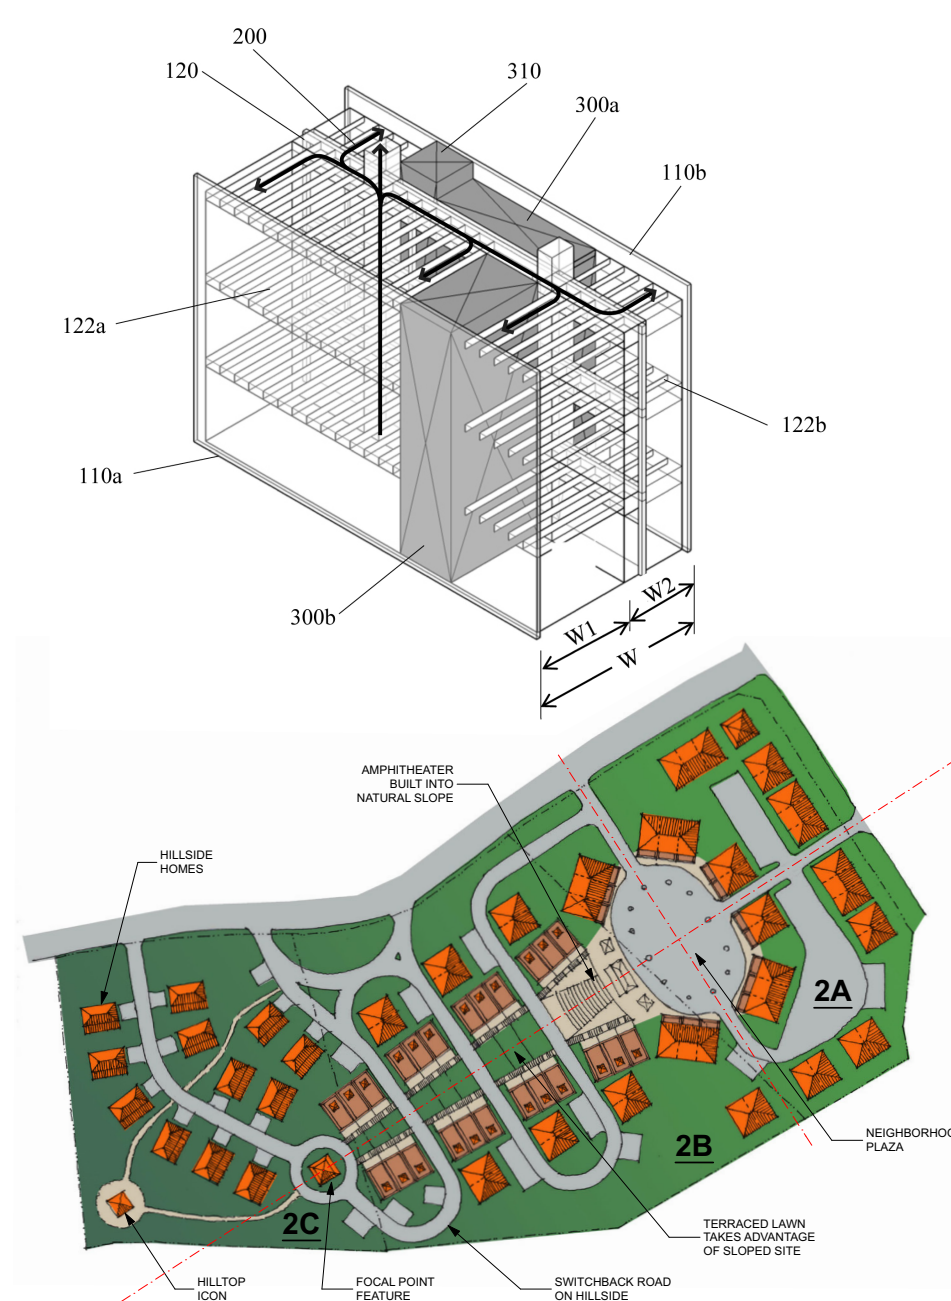 200
120
310
300a
110b
122a
122b
110a
300b
W1
W2
W
AMPHITHEATER
BUILT INTO
NATURAL SLOPE
HILLSIDE
HOMES
2A
NEIGHBORHOO
PLAZA
2B
2C
TERRACED LAWN
TAKES ADVANTAGE
OF SLOPED SITE
HILLTOP
ICON
FOCAL POINT
FEATURE
SWITCHBACK ROAD
ON HILLSIDE